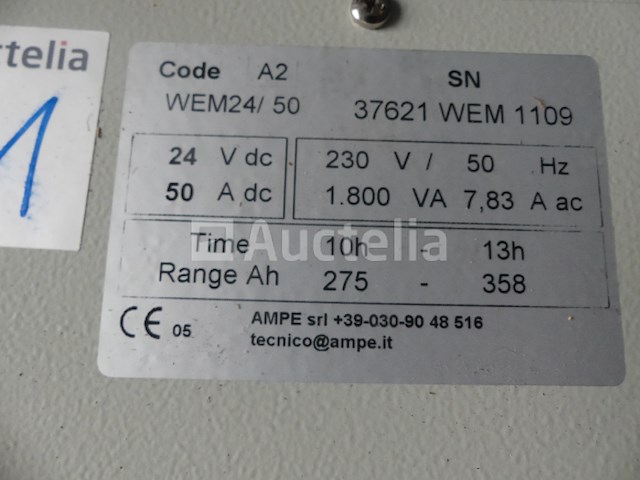 ctelia
1
Code A2 SN
WEM24/ 50 37621 WEM 1109
24 V dc 230 V / 50 Hz
50 A dc 1.800 VA 7,83 A ac
Auctelia
Time 10h - 13h
Range Ah 275 - 358
CE 05 AMPE srl +39-030-90 48 516
tecnico@ampe.it